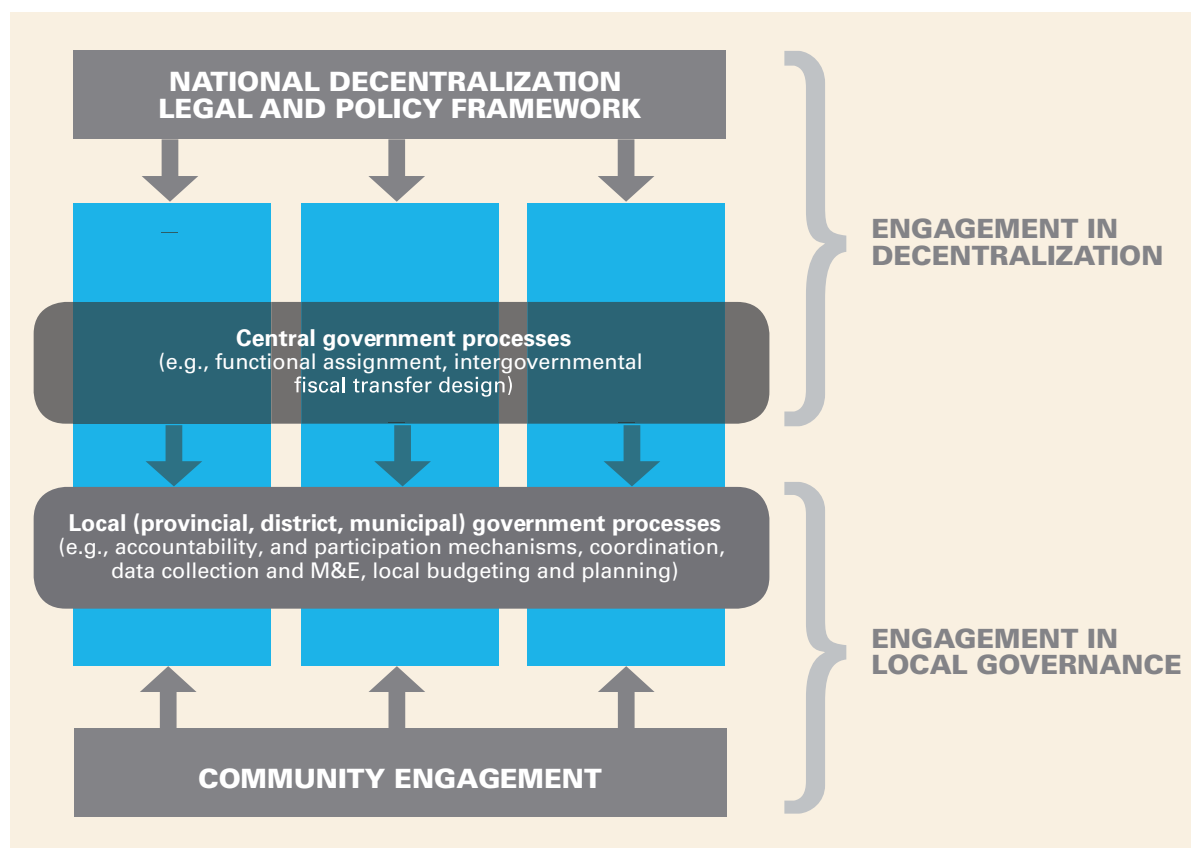 NATIONAL DECENTRALIZATION
LEGAL AND POLICY FRAMEWORK
ENGAGEMENT IN
DECENTRALIZATION
Central government processes
(e.g., functional assignment, intergovernmental
fiscal transfer design)
Local (provincial, district, municipal) government processes
(e.g., accountability, and participation mechanisms, coordination,
data collection and M&E, local budgeting and planning)
ENGAGEMENT IN
LOCAL GOVERNANCE
COMMUNITY ENGAGEMENT